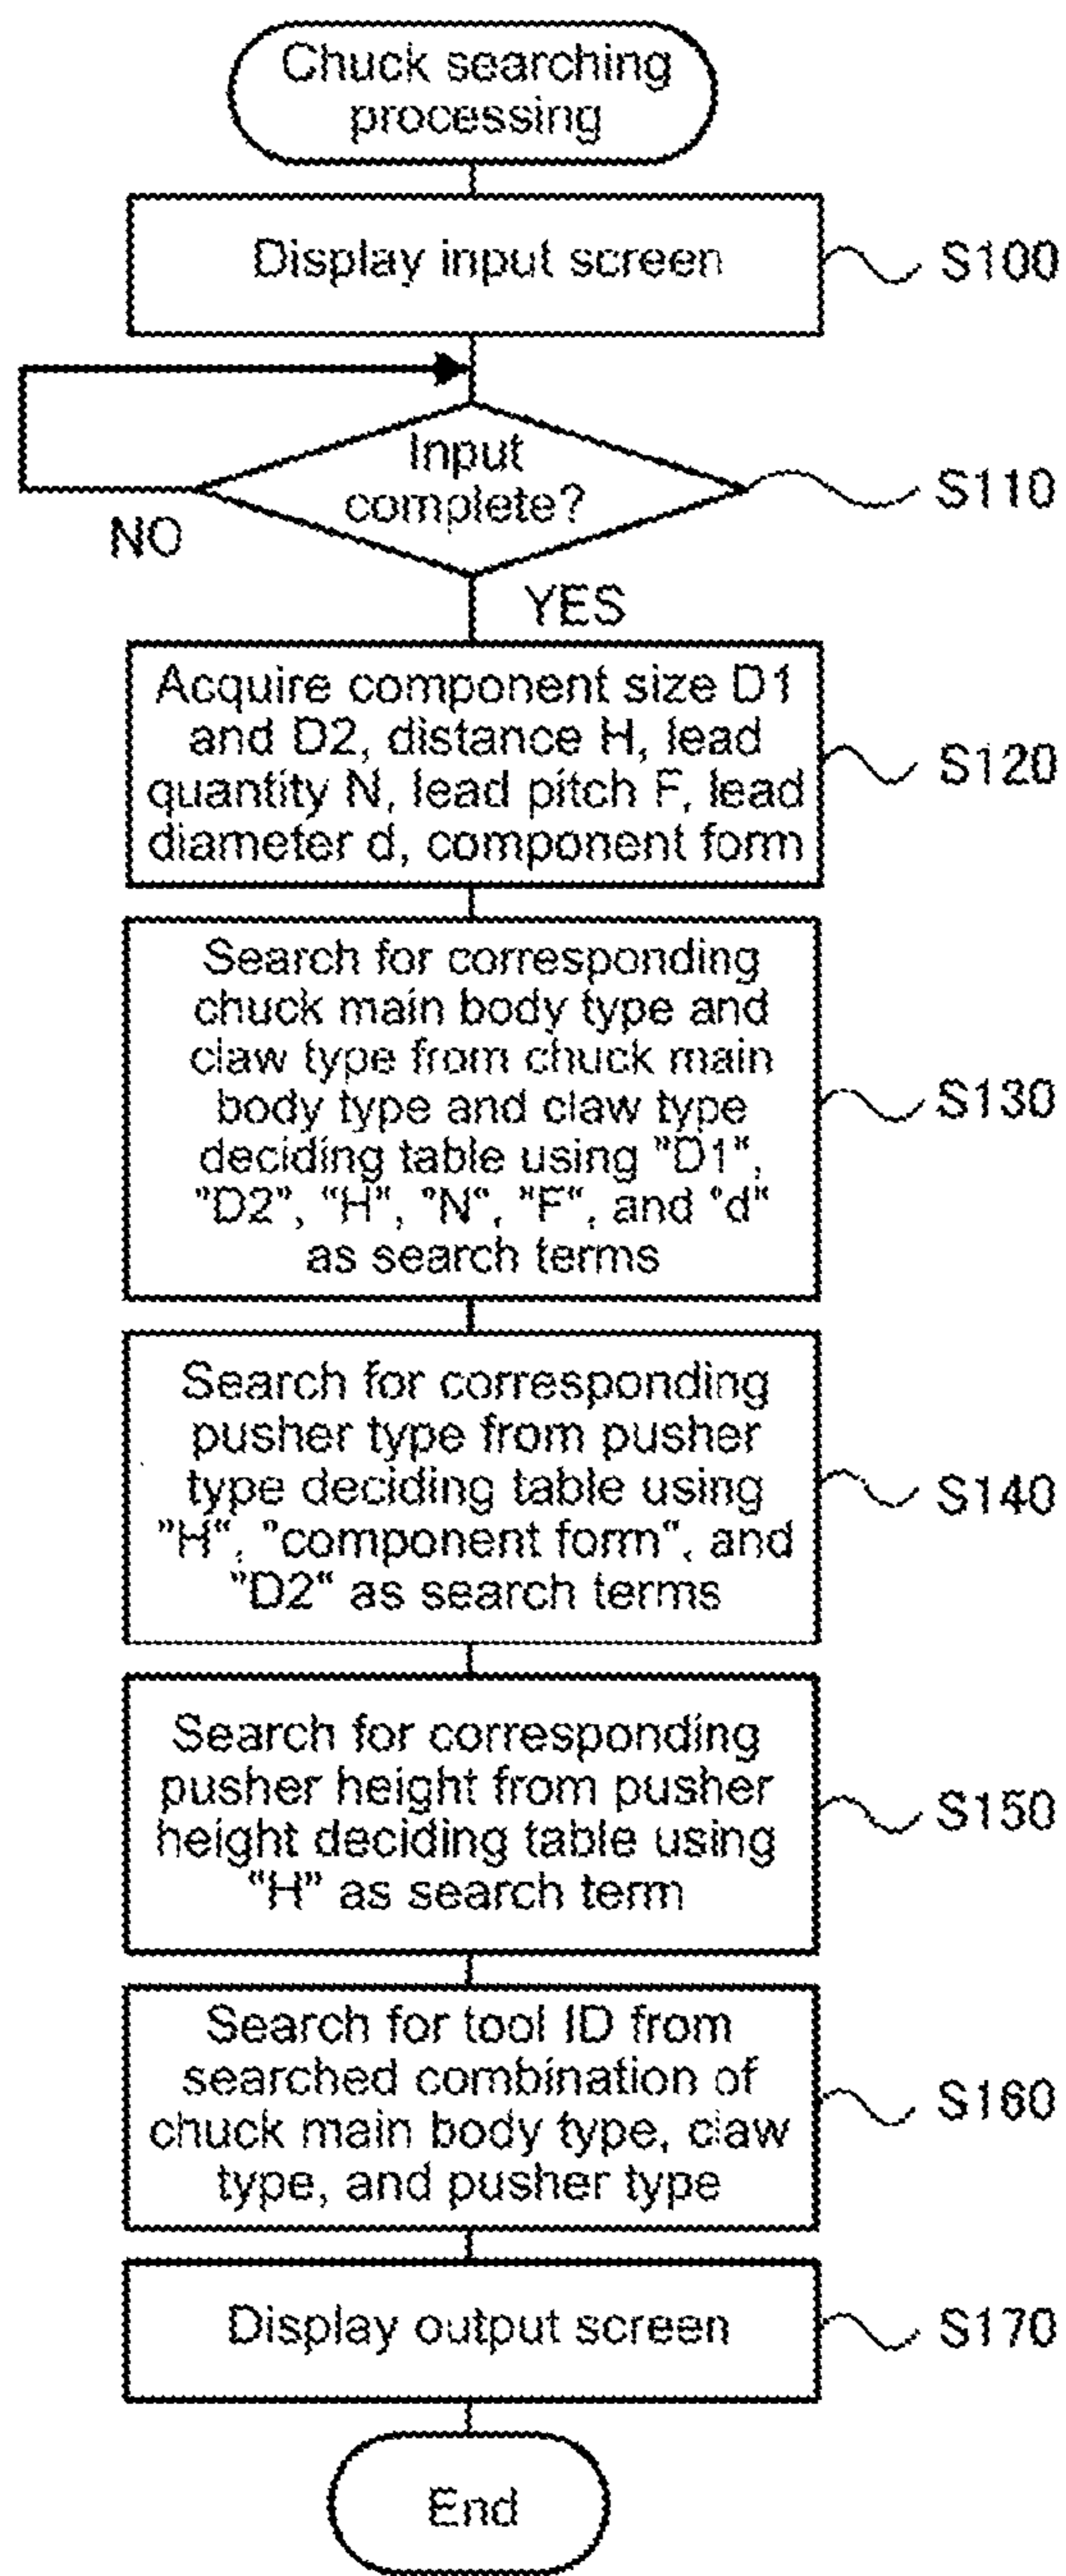 Chuck searching
processing
Display input screen
S100
Input
complete?
S110
NO
YES
Acquire component size D1
and D2, distance H, lead
quantity N, lead pitch F, lead
diameter d, component form
S120
Search for corresponding
chuck main body type and
claw type from chuck main
body type and claw type
deciding table using "D1",
"D2", "H", "N", "F", and "d"
as search terms
S130
Search for corresponding
pusher type from pusher
type deciding table using
"H", "component form", and
"D2" as search terms
S140
Search for corresponding
pusher height from pusher
height deciding table using
"H" as search term
S150
Search for tool ID from
searched combination of
chuck main body type, claw
type, and pusher type
S160
Display output screen
S170
End